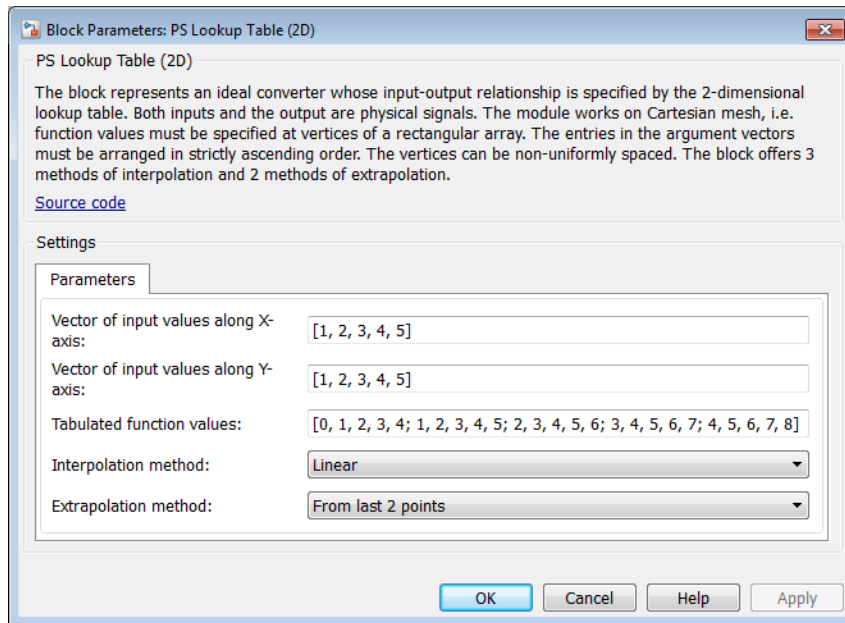 Block Parameters: PS Lookup Table (2D)
PS Lookup Table (2D)
The block represents an ideal converter whose input-output relationship is specified by the 2-dimensional
lookup table. Both inputs and the output are physical signals. The module works on Cartesian mesh, i.e.
function values must be specified at vertices of a rectangular array. The entries in the argument vectors
must be arranged in strictly ascending order. The vertices can be non-uniformly spaced. The block offers 3
methods of interpolation and 2 methods of extrapolation.
Source code
Settings
Parameters
Vector of input values along X-
axis:
[1, 2, 3, 4, 5]
Vector of input values along Y-
axis:
[1, 2, 3, 4, 5]
Tabulated function values:
[0, 1, 2, 3, 4; 1, 2, 3, 4, 5; 2, 3, 4, 5, 6; 3, 4, 5, 6, 7; 4, 5, 6, 7, 8]
Interpolation method:
Linear
Extrapolation method:
From last 2 points
OK
Cancel
Help
Apply